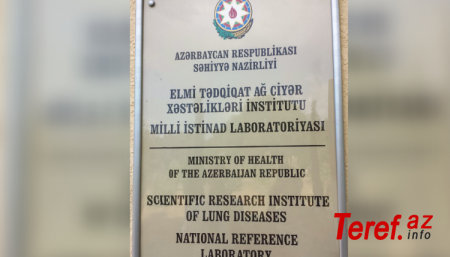 AZƏRBAYCAN RESPUBLİKASI
SƏHİYYƏ NAZİRLİYİ
ELMİ TƏDQİQAT AĞ CİYƏR
XƏSTƏLİKLƏRİ İNSTİTUTU
MİLLİ İSTİNAD LABORATORİYASI
MINISTRY OF HEALTH
OF THE AZERBAIJAN REPUBLIC
SCIENTIFIC RESEARCH INSTITUTE
OF LUNG DISEASES
NATIONAL REFERENCE
LABORATORY
Teref.az
info